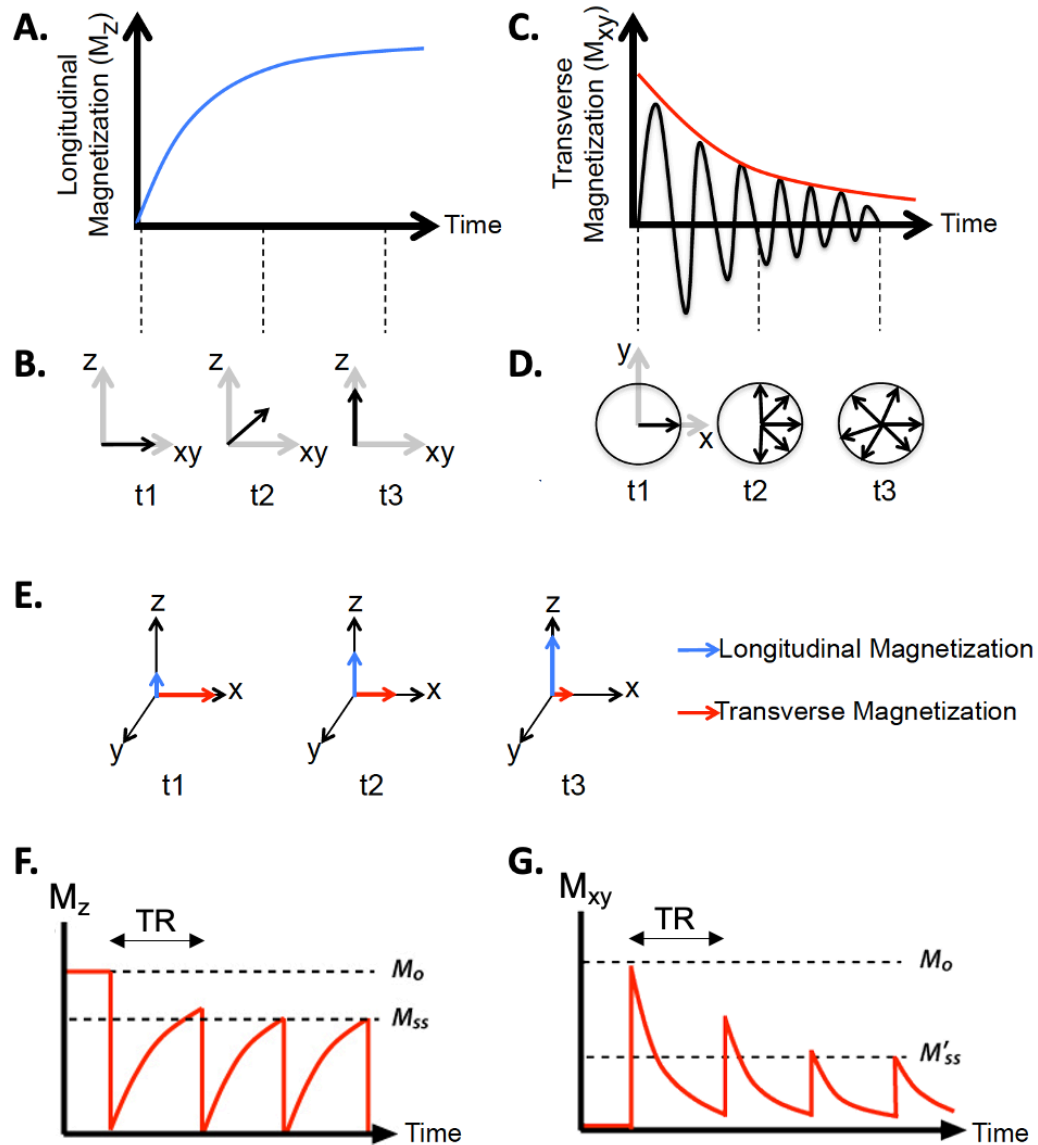 A.
Longitudinal
Magnetization (Mz)
Time
C.
Transverse
Magnetization (Mxy)
Time
B.
z
xy
t1
z
xy
t2
z
xy
t3
D.
y
x
t1
t2
t3
E.
z
x
y
t1
z
x
y
t2
z
x
y
t3
Longitudinal Magnetization
Transverse Magnetization
F.
Mz
TR
Mo
Mss
Time
G.
Mxy
TR
Mo
M'ss
Time